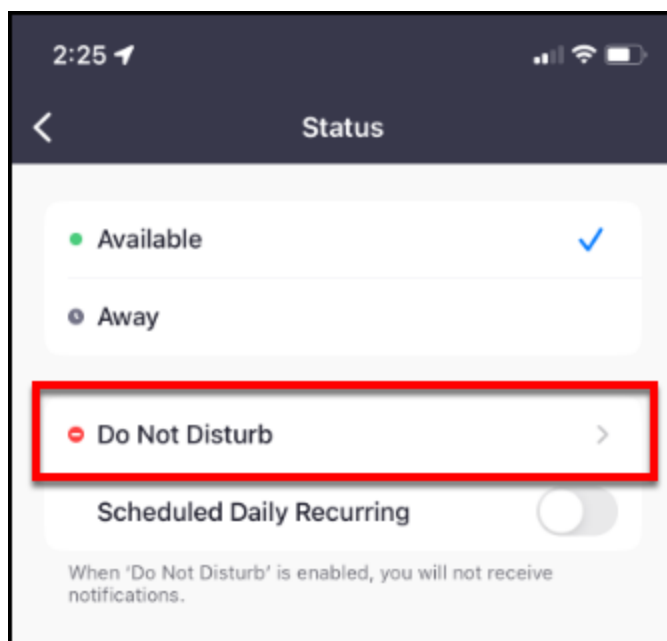 2:25
Status
Available
Away
Do Not Disturb
Scheduled Daily Recurring
When 'Do Not Disturb' is enabled, you will not receive
notifications.